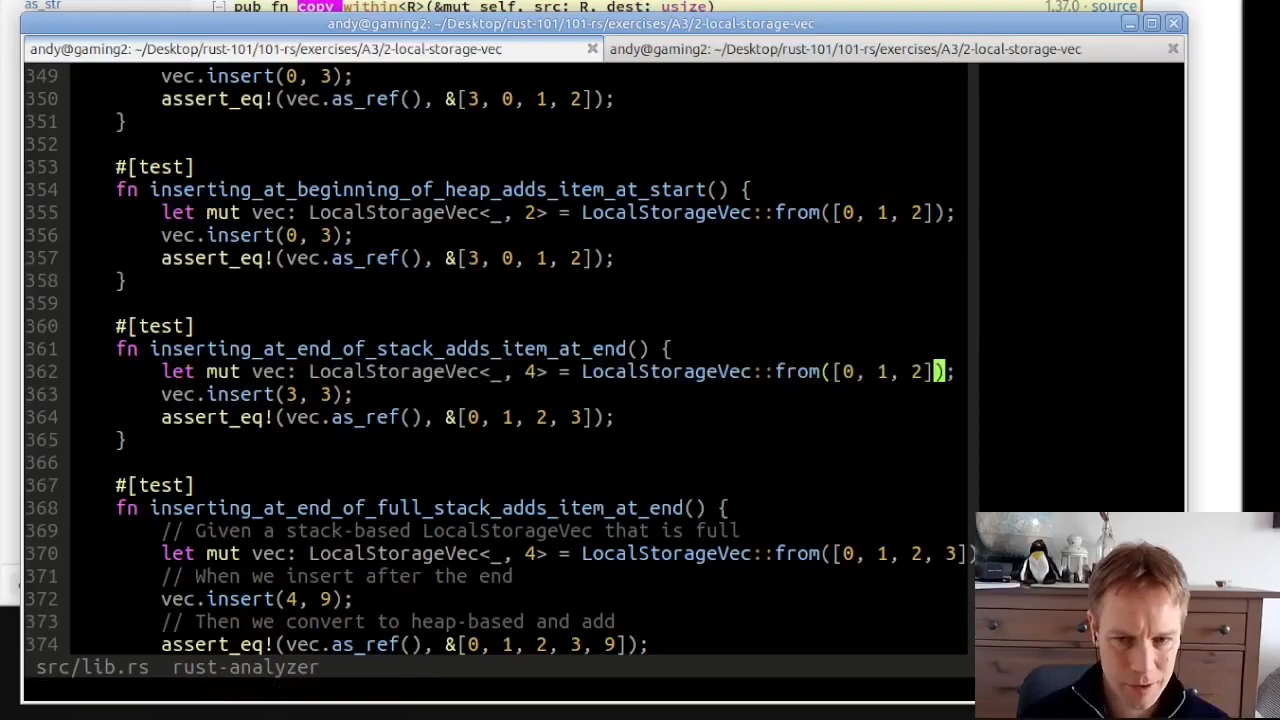 as_str
[−] pub fn copy_within<R>(&mut self, src: R, dest: usize)
1.37.0 · source
andy@gaming2: ~/Desktop/rust-101/101-rs/exercises/A3/2-local-storage-vec
andy@gaming2: ~/Desktop/rust-101/101-rs/exercises/A3/2-local-storage-vec
andy@gaming2: ~/Desktop/rust-101/101-rs/exercises/A3/2-local-storage-vec
349 vec.insert(0, 3);
350 assert_eq!(vec.as_ref(), &[3, 0, 1, 2]);
351 }
352
353 #[test]
354 fn inserting_at_beginning_of_heap_adds_item_at_start() {
355 let mut vec: LocalStorageVec<_, 2> = LocalStorageVec::from([0, 1, 2]);
356 vec.insert(0, 3);
357 assert_eq!(vec.as_ref(), &[3, 0, 1, 2]);
358 }
359
360 #[test]
361 fn inserting_at_end_of_stack_adds_item_at_end() {
362 let mut vec: LocalStorageVec<_, 4> = LocalStorageVec::from([0, 1, 2]);
363 vec.insert(3, 3);
364 assert_eq!(vec.as_ref(), &[0, 1, 2, 3]);
365 }
366
367 #[test]
368 fn inserting_at_end_of_full_stack_adds_item_at_end() {
369 // Given a stack-based LocalStorageVec that is full
370 let mut vec: LocalStorageVec<_, 4> = LocalStorageVec::from([0, 1, 2, 3])
371 // When we insert after the end
372 vec.insert(4, 9);
373 // Then we convert to heap-based and add
374 assert_eq!(vec.as_ref(), &[0, 1, 2, 3, 9]);
src/lib.rs rust-analyzer